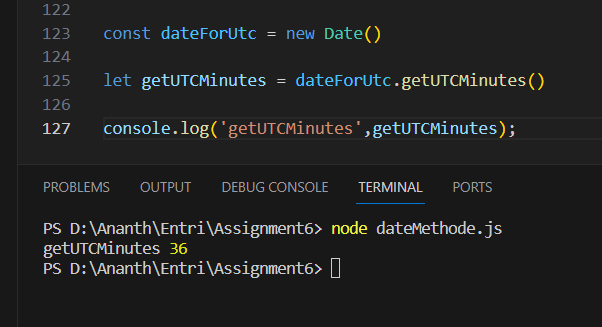 122
123 const dateForUtc = new Date()
124
125 let getUTCMinutes = dateForUtc.getUTCMinutes()
126
127 console.log('getUTCMinutes',getUTCMinutes);
PROBLEMS OUTPUT DEBUG CONSOLE TERMINAL PORTS
PS D:\Ananth\Entri\Assignment6> node dateMethode.js
getUTCMinutes 36
PS D:\Ananth\Entri\Assignment6>